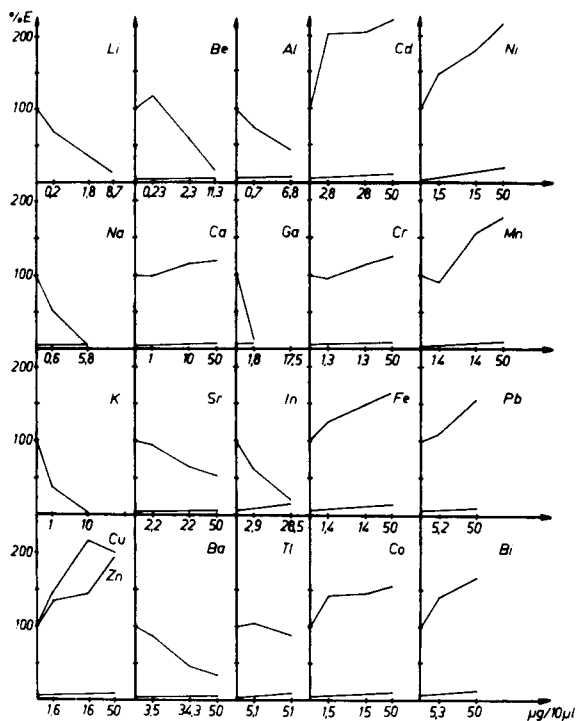 %E
200
Li
Be
Al
Cd
Ni
100
0,2 1,8 8,7
0,23 2,3 11,3
0,7 6,8
2,8 28 50
1,5 15 50
200
Na
Ca
Ga
Cr
Mn
100
0,6 5,8
1 10 50
1,8 17,5
1,3 13 50
1,4 14 50
200
K
Sr
In
Fe
Pb
100
1 10
2,2 22 50
2,9 28,5
1,4 14 50
5,2 50
200
Cu
Zn
Ba
Tl
Co
Bi
100
1,6 16 50
3,5 34,3 50
5,1 51
1,5 15 50
5,3 50
µg/10µl